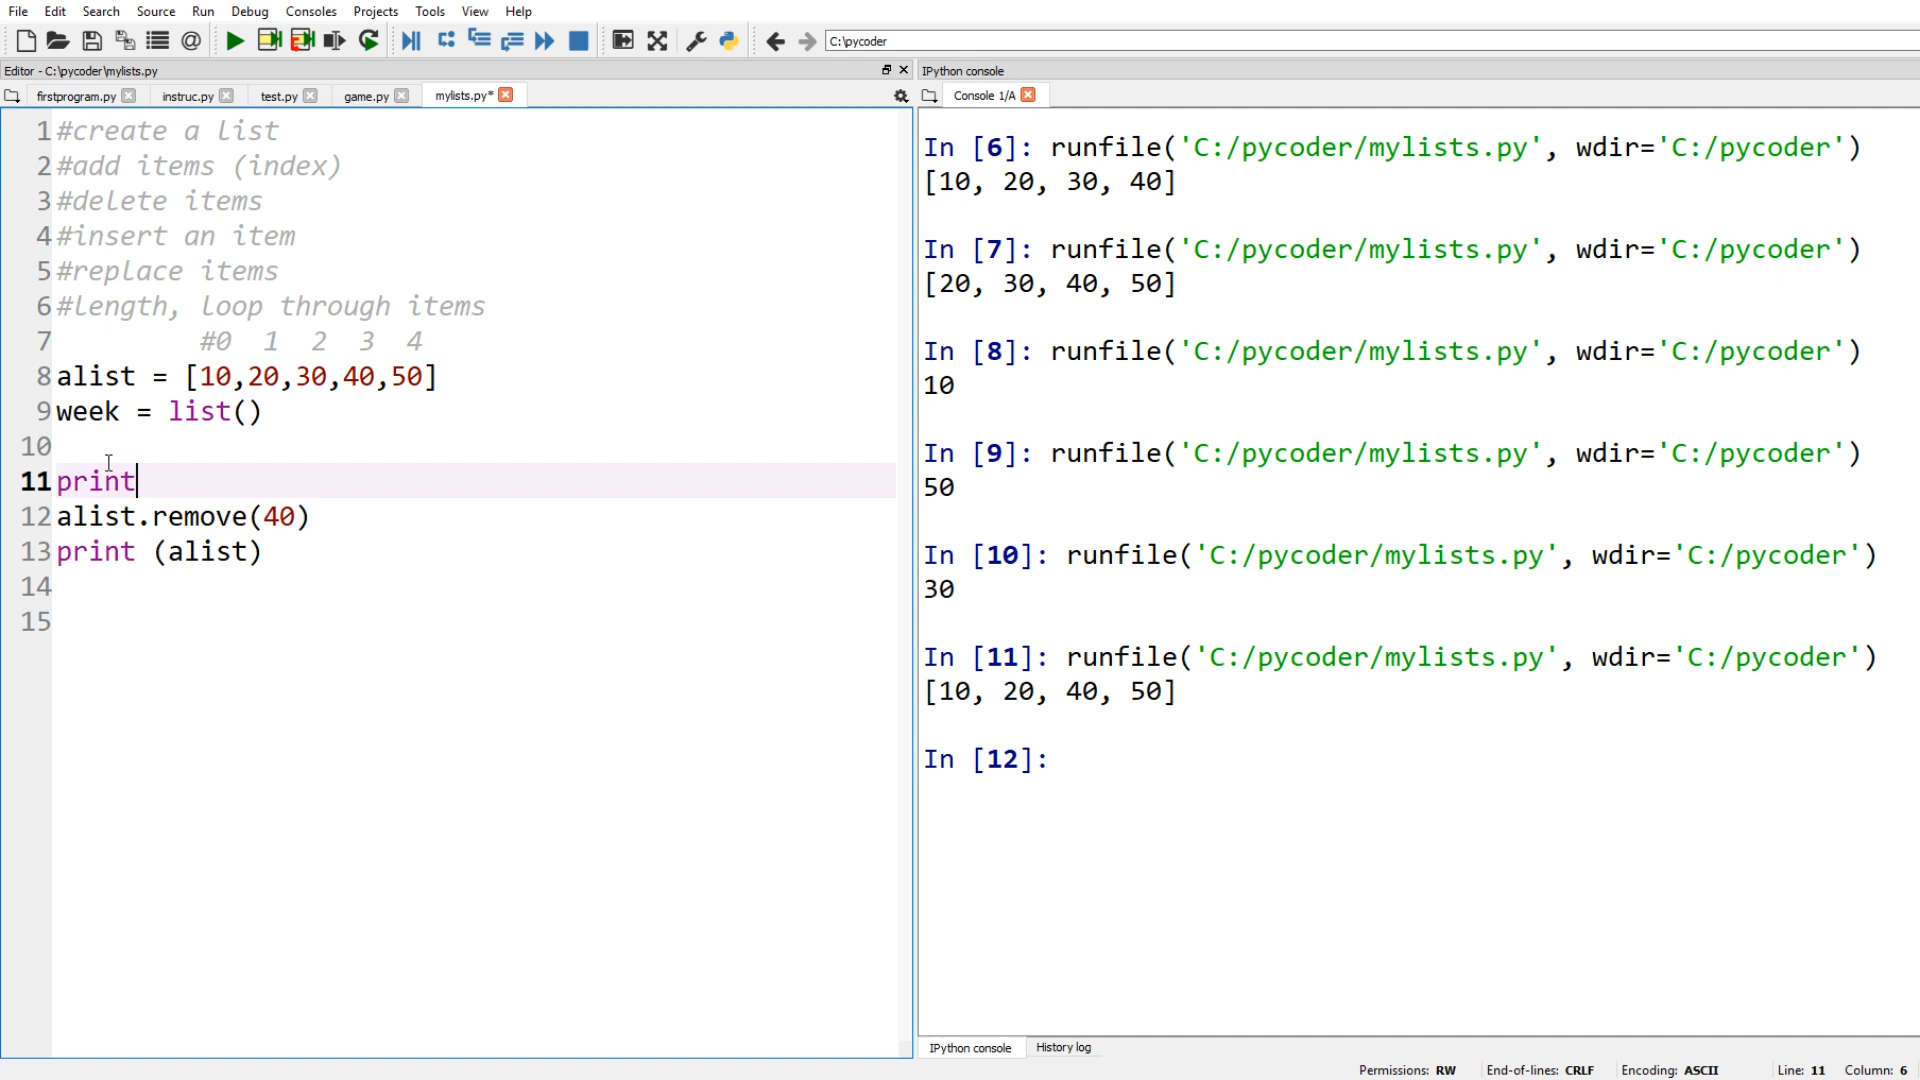 File Edit Search Source Run Debug Consoles Projects Tools View Help
C:\pycoder
Editor - C:\pycoder\mylists.py
firstprogram.py instruc.py test.py game.py mylists.py*
1 #create a list
2 #add items (index)
3 #delete items
4 #insert an item
5 #replace items
6 #length, loop through items
7 #0 1 2 3 4
8 alist = [10,20,30,40,50]
9 week = list()
10
11 print
12 alist.remove(40)
13 print (alist)
14
15
IPython console
Console 1/A
In [6]: runfile('C:/pycoder/mylists.py', wdir='C:/pycoder')
[10, 20, 30, 40]
In [7]: runfile('C:/pycoder/mylists.py', wdir='C:/pycoder')
[20, 30, 40, 50]
In [8]: runfile('C:/pycoder/mylists.py', wdir='C:/pycoder')
10
In [9]: runfile('C:/pycoder/mylists.py', wdir='C:/pycoder')
50
In [10]: runfile('C:/pycoder/mylists.py', wdir='C:/pycoder')
30
In [11]: runfile('C:/pycoder/mylists.py', wdir='C:/pycoder')
[10, 20, 40, 50]
In [12]:
IPython console History log
Permissions: RW End-of-lines: CRLF Encoding: ASCII Line: 11 Column: 6